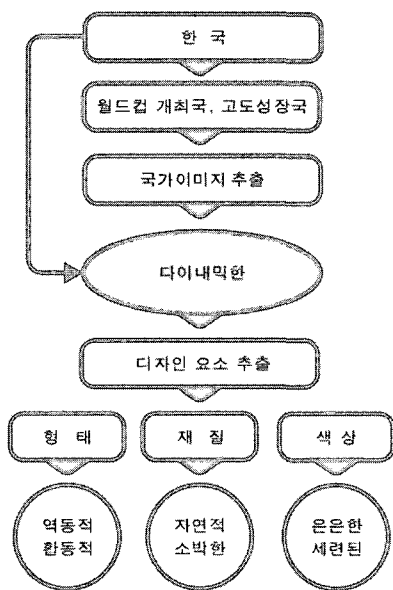 한 국
월드컵 개최국, 고도성장국
국가이미지 추출
다이내믹한
디자인 요소 추출
형 태
재 질
색 상
역동적
활동적
자연적
소박한
은은한
세련된